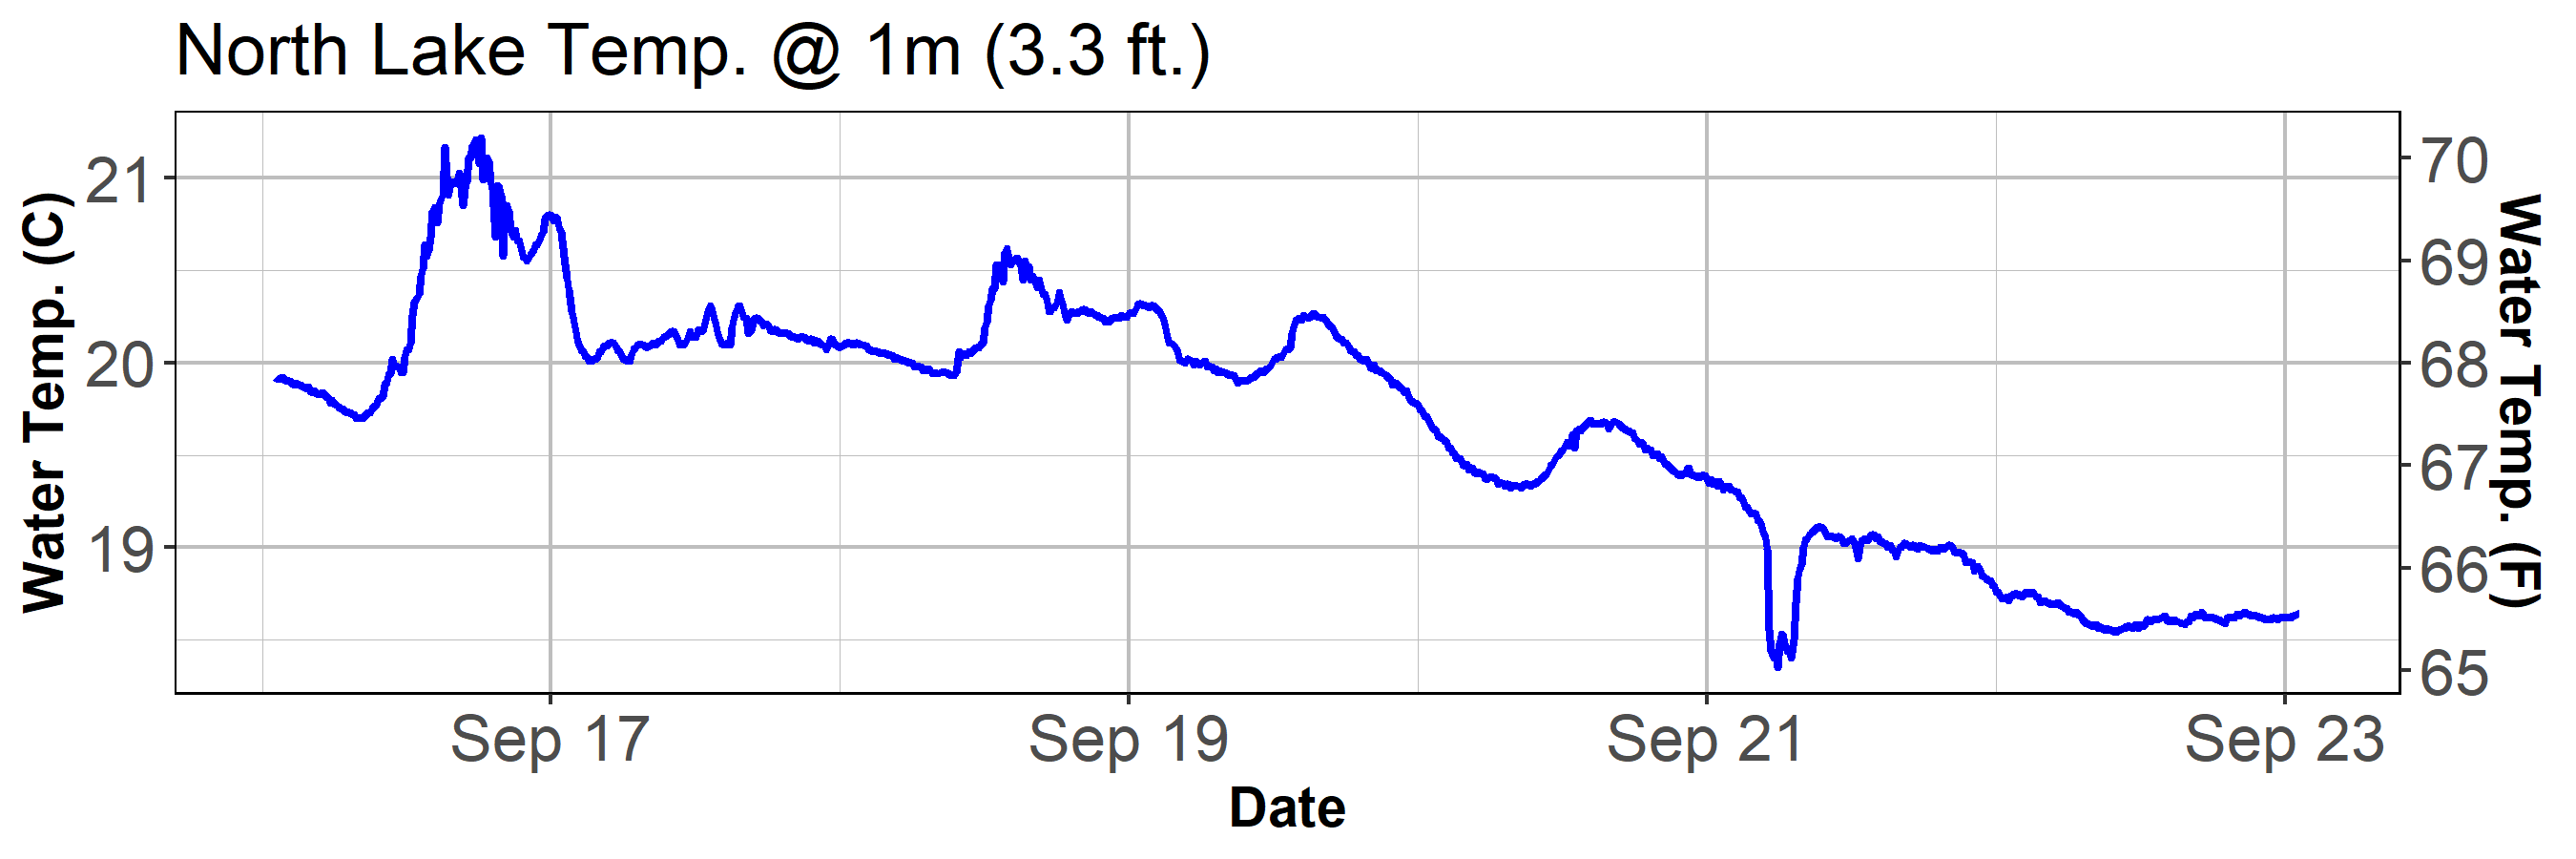 North Lake Temp. @ 1m (3.3 ft.)
Water Temp. (C)
21
20
19
70
69
68
67
66
65
Water Temp. (F)
Sep 17
Sep 19
Sep 21
Sep 23
Date